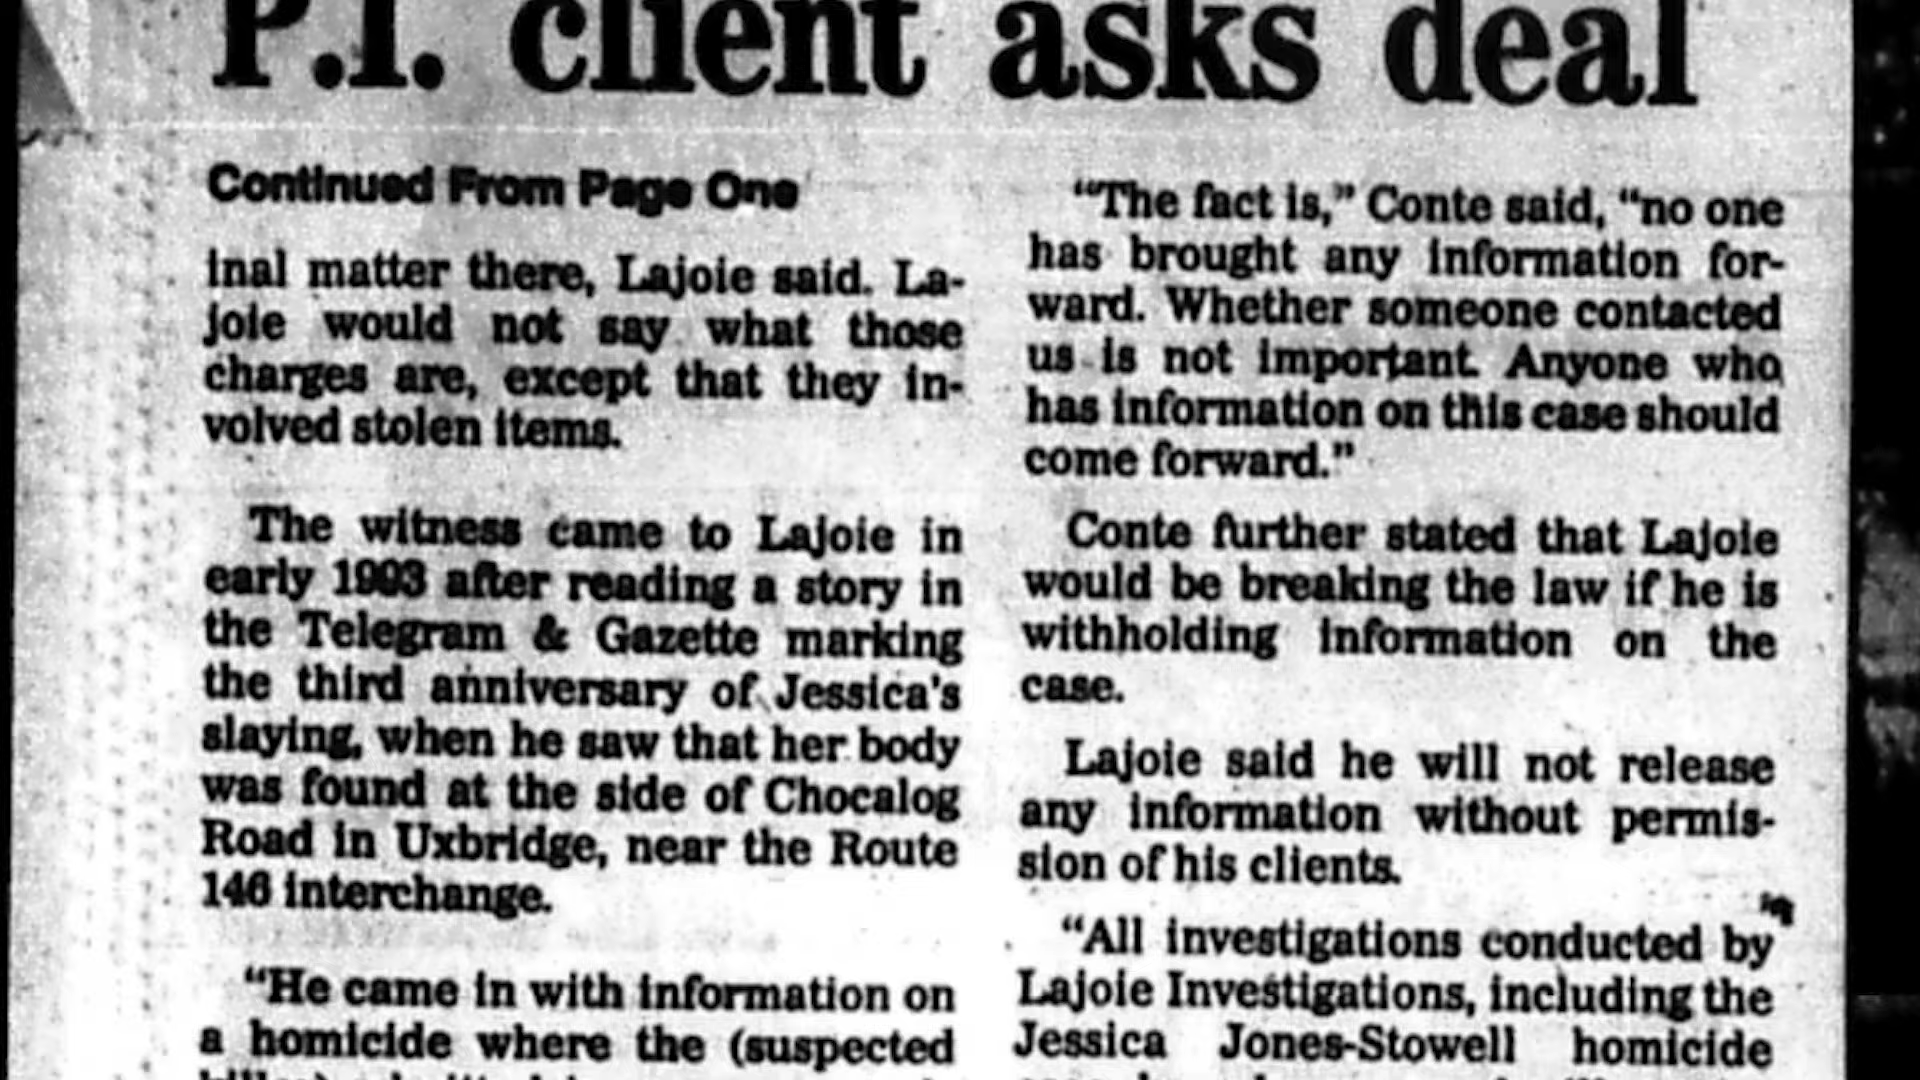 P.I. client asks deal
Continued From Page One
inal matter there, Lajoie said. La-
joie would not say what those
charges are, except that they in-
volved stolen items.
The witness came to Lajoie in
early 1993 after reading a story in
the Telegram & Gazette marking
the third anniversary of Jessica's
slaying, when he saw that her body
was found at the side of Chocalog
Road in Uxbridge, near the Route
146 interchange.
"He came in with information on
a homicide where the (suspected
"The fact is," Conte said, "no one
has brought any information for-
ward. Whether someone contacted
us is not important. Anyone who
has information on this case should
come forward."
Conte further stated that Lajoie
would be breaking the law if he is
withholding information on the
case.
Lajoie said he will not release
any information without permis-
sion of his clients.
"All investigations conducted by
Lajoie Investigations, including the
Jessica Jones-Stowell homicide